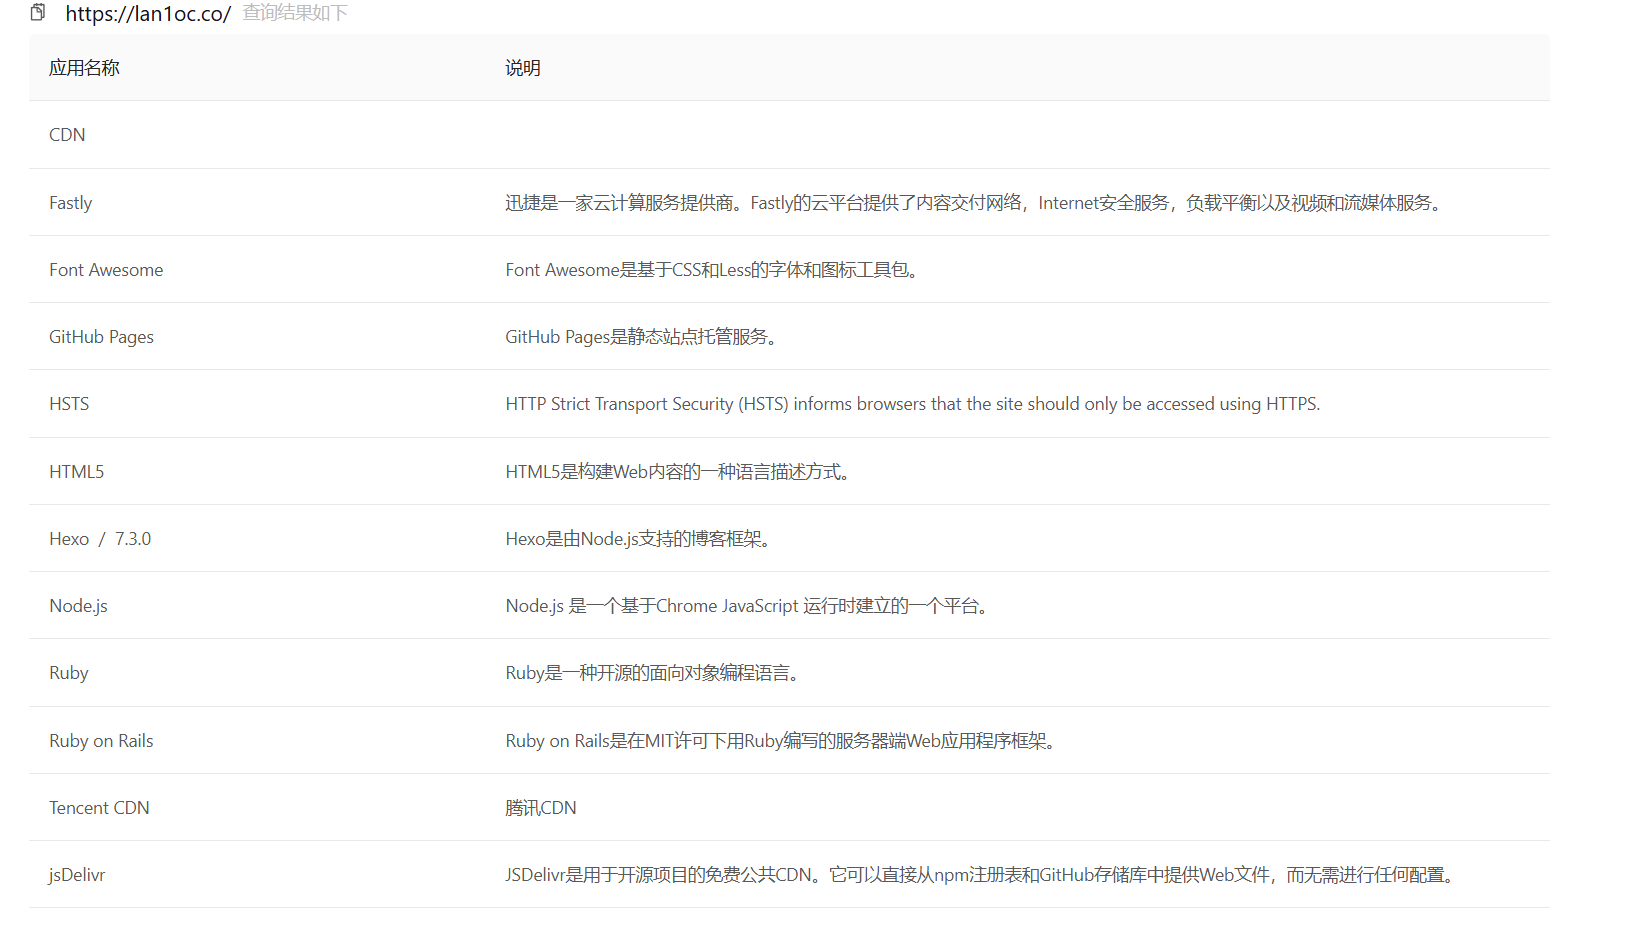 https://lan1oc.co/ 查询结果如下
应用名称 说明
CDN
Fastly 迅捷是一家云计算服务提供商。Fastly的云平台提供了内容交付网络，Internet安全服务，负载平衡以及视频和流媒体服务。
Font Awesome Font Awesome是基于CSS和Less的字体和图标工具包。
GitHub Pages GitHub Pages是静态站点托管服务。
HSTS HTTP Strict Transport Security (HSTS) informs browsers that the site should only be accessed using HTTPS.
HTML5 HTML5是构建Web内容的一种语言描述方式。
Hexo / 7.3.0 Hexo是由Node.js支持的博客框架。
Node.js Node.js 是一个基于Chrome JavaScript 运行时建立的一个平台。
Ruby Ruby是一种开源的面向对象编程语言。
Ruby on Rails Ruby on Rails是在MIT许可下用Ruby编写的服务器端Web应用程序框架。
Tencent CDN 腾讯CDN
jsDelivr JSDelivr是用于开源项目的免费公共CDN。它可以直接从npm注册表和GitHub存储库中提供Web文件，而无需进行任何配置。